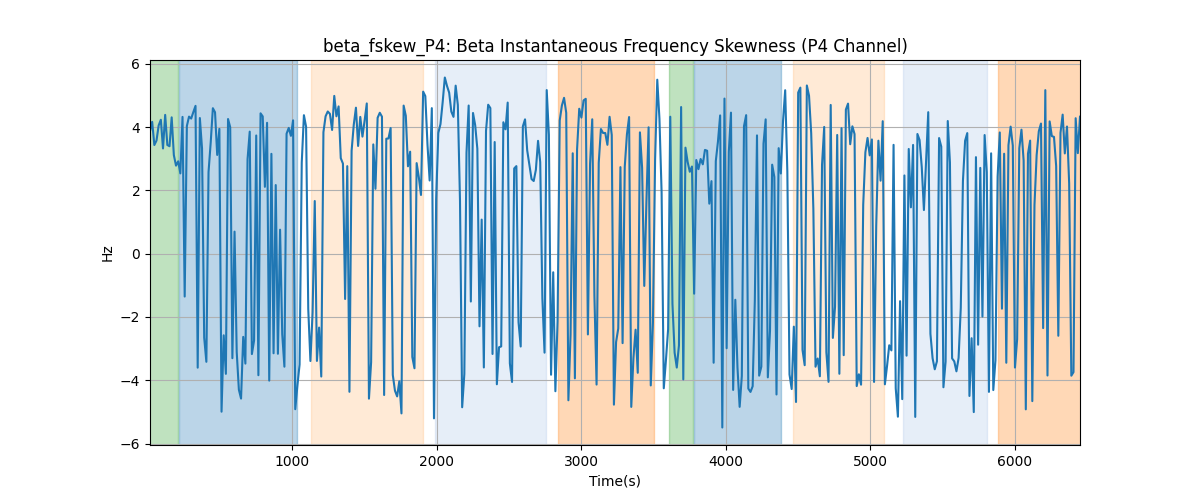 beta_fskew_P4: Beta Instantaneous Frequency Skewness (P4 Channel)
6
4
2
0
−2
−4
−6
Hz
1000 2000 3000 4000 5000 6000
Time(s)